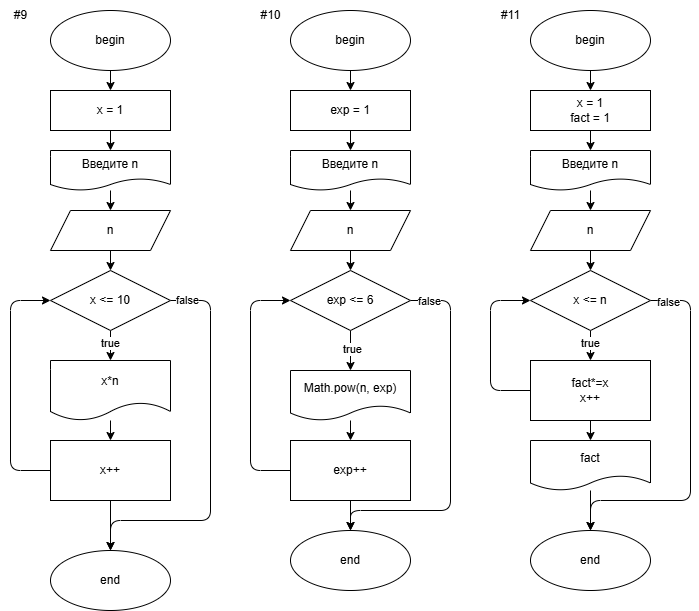 #9
begin
x = 1
Введите n
n
x <= 10
false
true
x*n
x++
end
#10
begin
exp = 1
Введите n
n
exp <= 6
false
true
Math.pow(n, exp)
exp++
end
#11
begin
x = 1
fact = 1
Введите n
n
x <= n
false
true
fact*=x
x++
fact
end